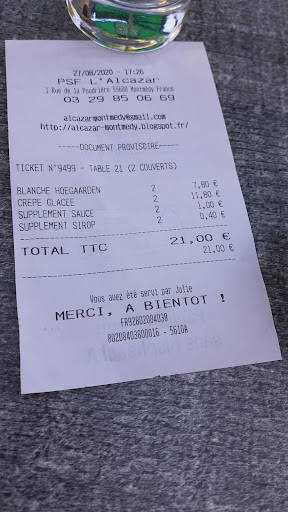 27/08/2020 - 17:26
PSF L'Alcazar
1 Rue de la Poudrière 55600 Montmédy France
03 29 85 06 69
alcazarmontmedy@gmail.com
http://alcazar-montmedy.blogspot.fr/
-----DOCUMENT PROVISOIRE-----
TICKET N°9499 - TABLE 21 (2 COUVERTS)
BLANCHE HOEGAARDEN 2 7,80 €
CREPE GLACEE 2 11,80 €
SUPPLEMENT SAUCE 2 1,00 €
SUPPLEMENT SIROP 2 0,40 €
TOTAL TTC 21,00 €
21,00 €
Vous avez été servi par Julie
MERCI, A BIENTOT !
FR92802084038
80208403800016 - 5610A